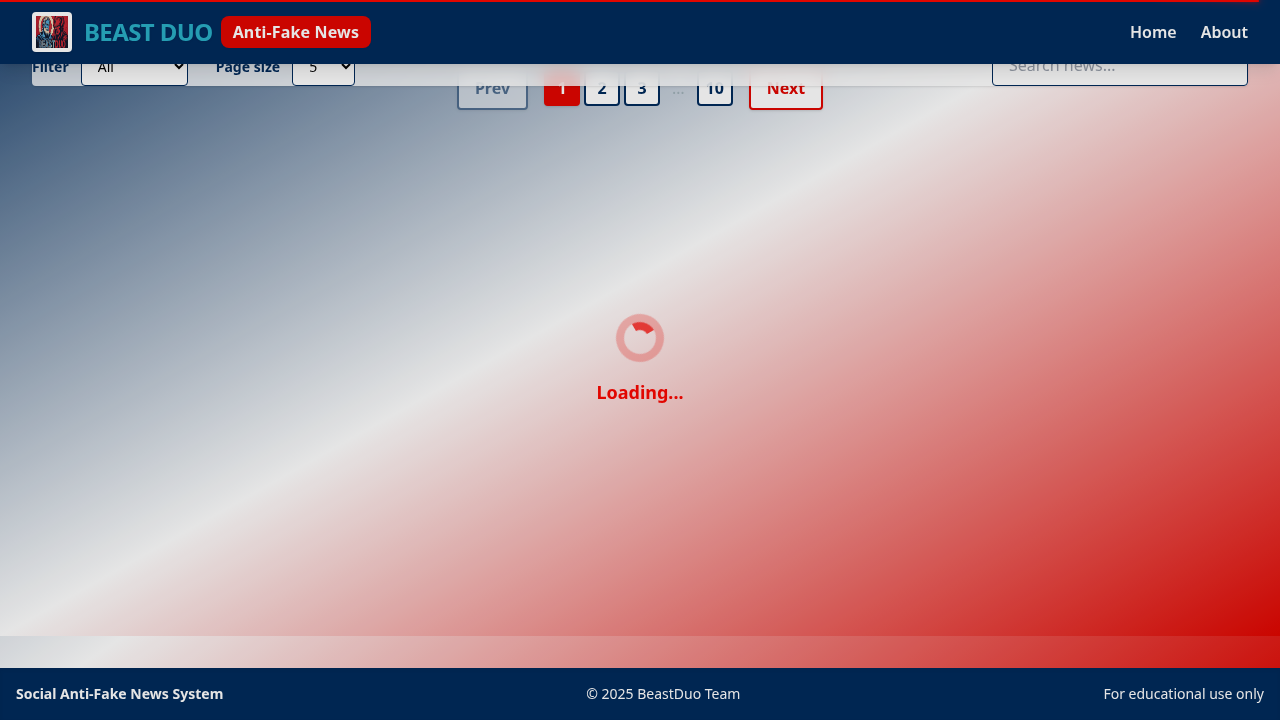 BEAST DUO
Anti-Fake News
Home
About
Filter
All
Page size
5
Search news...
Prev
1
2
3
...
10
Next
Loading...
Social Anti-Fake News System
© 2025 BeastDuo Team
For educational use only